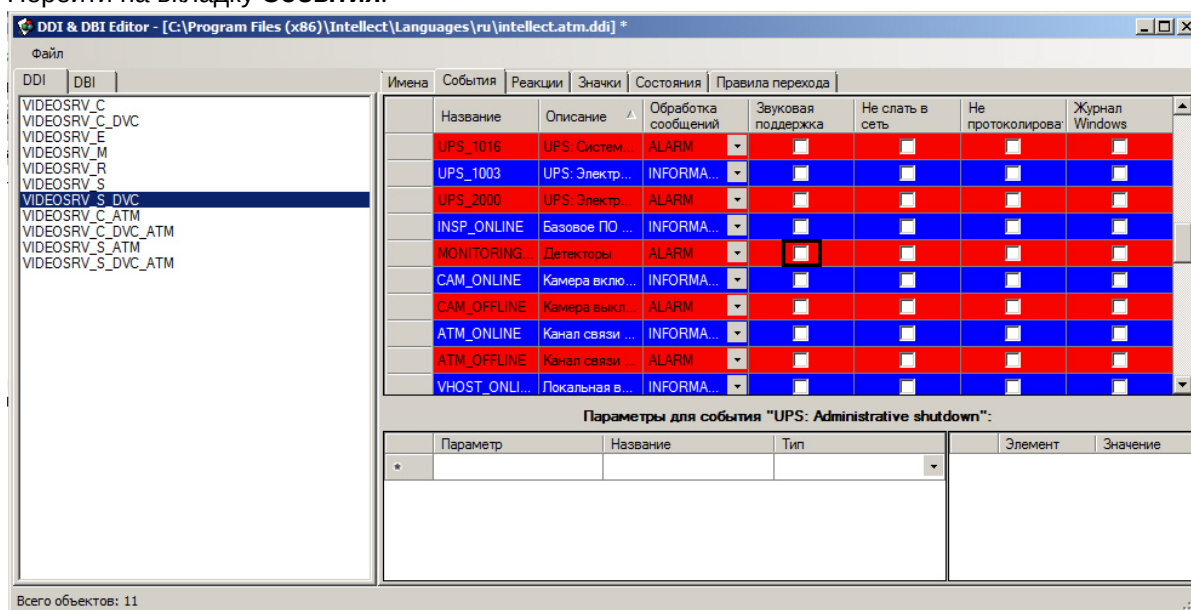 Перейти на вкладку События.
DDI & DBI Editor - [C:\Program Files (x86)\Intellect\Languages\ru\intellect.atm.ddi] *
Файл
DDI DBI
VIDEOSRV_C
VIDEOSRV_C_DVC
VIDEOSRV_E
VIDEOSRV_M
VIDEOSRV_R
VIDEOSRV_S
VIDEOSRV_S_DVC
VIDEOSRV_C_ATM
VIDEOSRV_C_DVC_ATM
VIDEOSRV_S_ATM
VIDEOSRV_S_DVC_ATM
Имена События Реакции Значки Состояния Правила перехода
Название Описание Обработка сообщений Звуковая поддержка Не слать в сеть Не протоколироват Журнал Windows
UPS_1016 UPS: Систем... ALARM
UPS_1003 UPS: Электр... INFORMA...
UPS_2000 UPS: Электр... ALARM
INSP_ONLINE Базовое ПО ... INFORMA...
MONITORING... Детекторы ALARM
CAM_ONLINE Камера вклю... INFORMA...
CAM_OFFLINE Камера выкл... ALARM
ATM_ONLINE Канал связи ... INFORMA...
ATM_OFFLINE Канал связи ... ALARM
VHOST_ONLI... Локальная в... INFORMA...
Параметры для события "UPS: Administrative shutdown":
Параметр Название Тип Элемент Значение
*
Всего объектов: 11